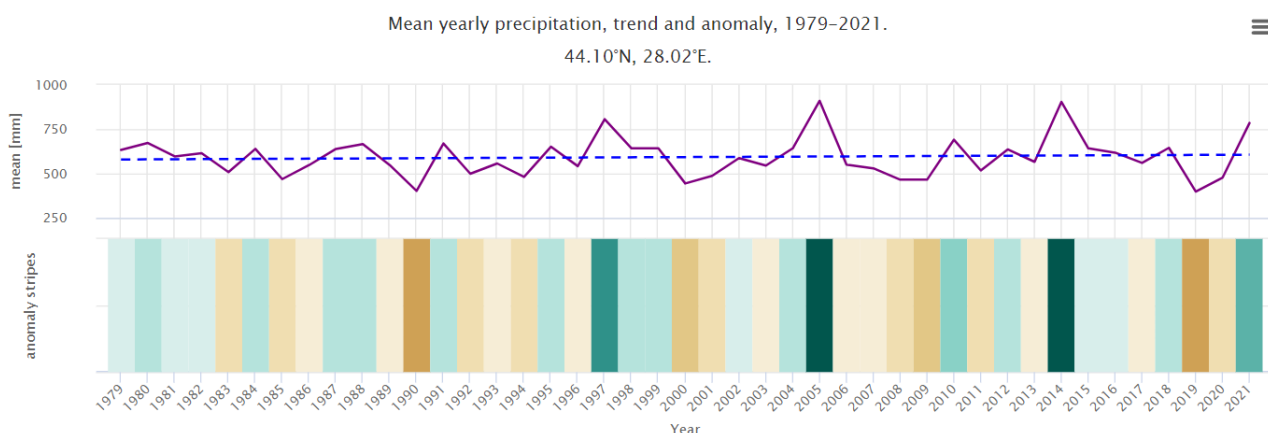 Mean yearly precipitation, trend and anomaly, 1979–2021.
44.10°N, 28.02°E.
mean [mm]
1000
750
500
250
anomaly stripes
1979 1980 1981 1982 1983 1984 1985 1986 1987 1988 1989 1990 1991 1992 1993 1994 1995 1996 1997 1998 1999 2000 2001 2002 2003 2004 2005 2006 2007 2008 2009 2010 2011 2012 2013 2014 2015 2016 2017 2018 2019 2020 2021
Year